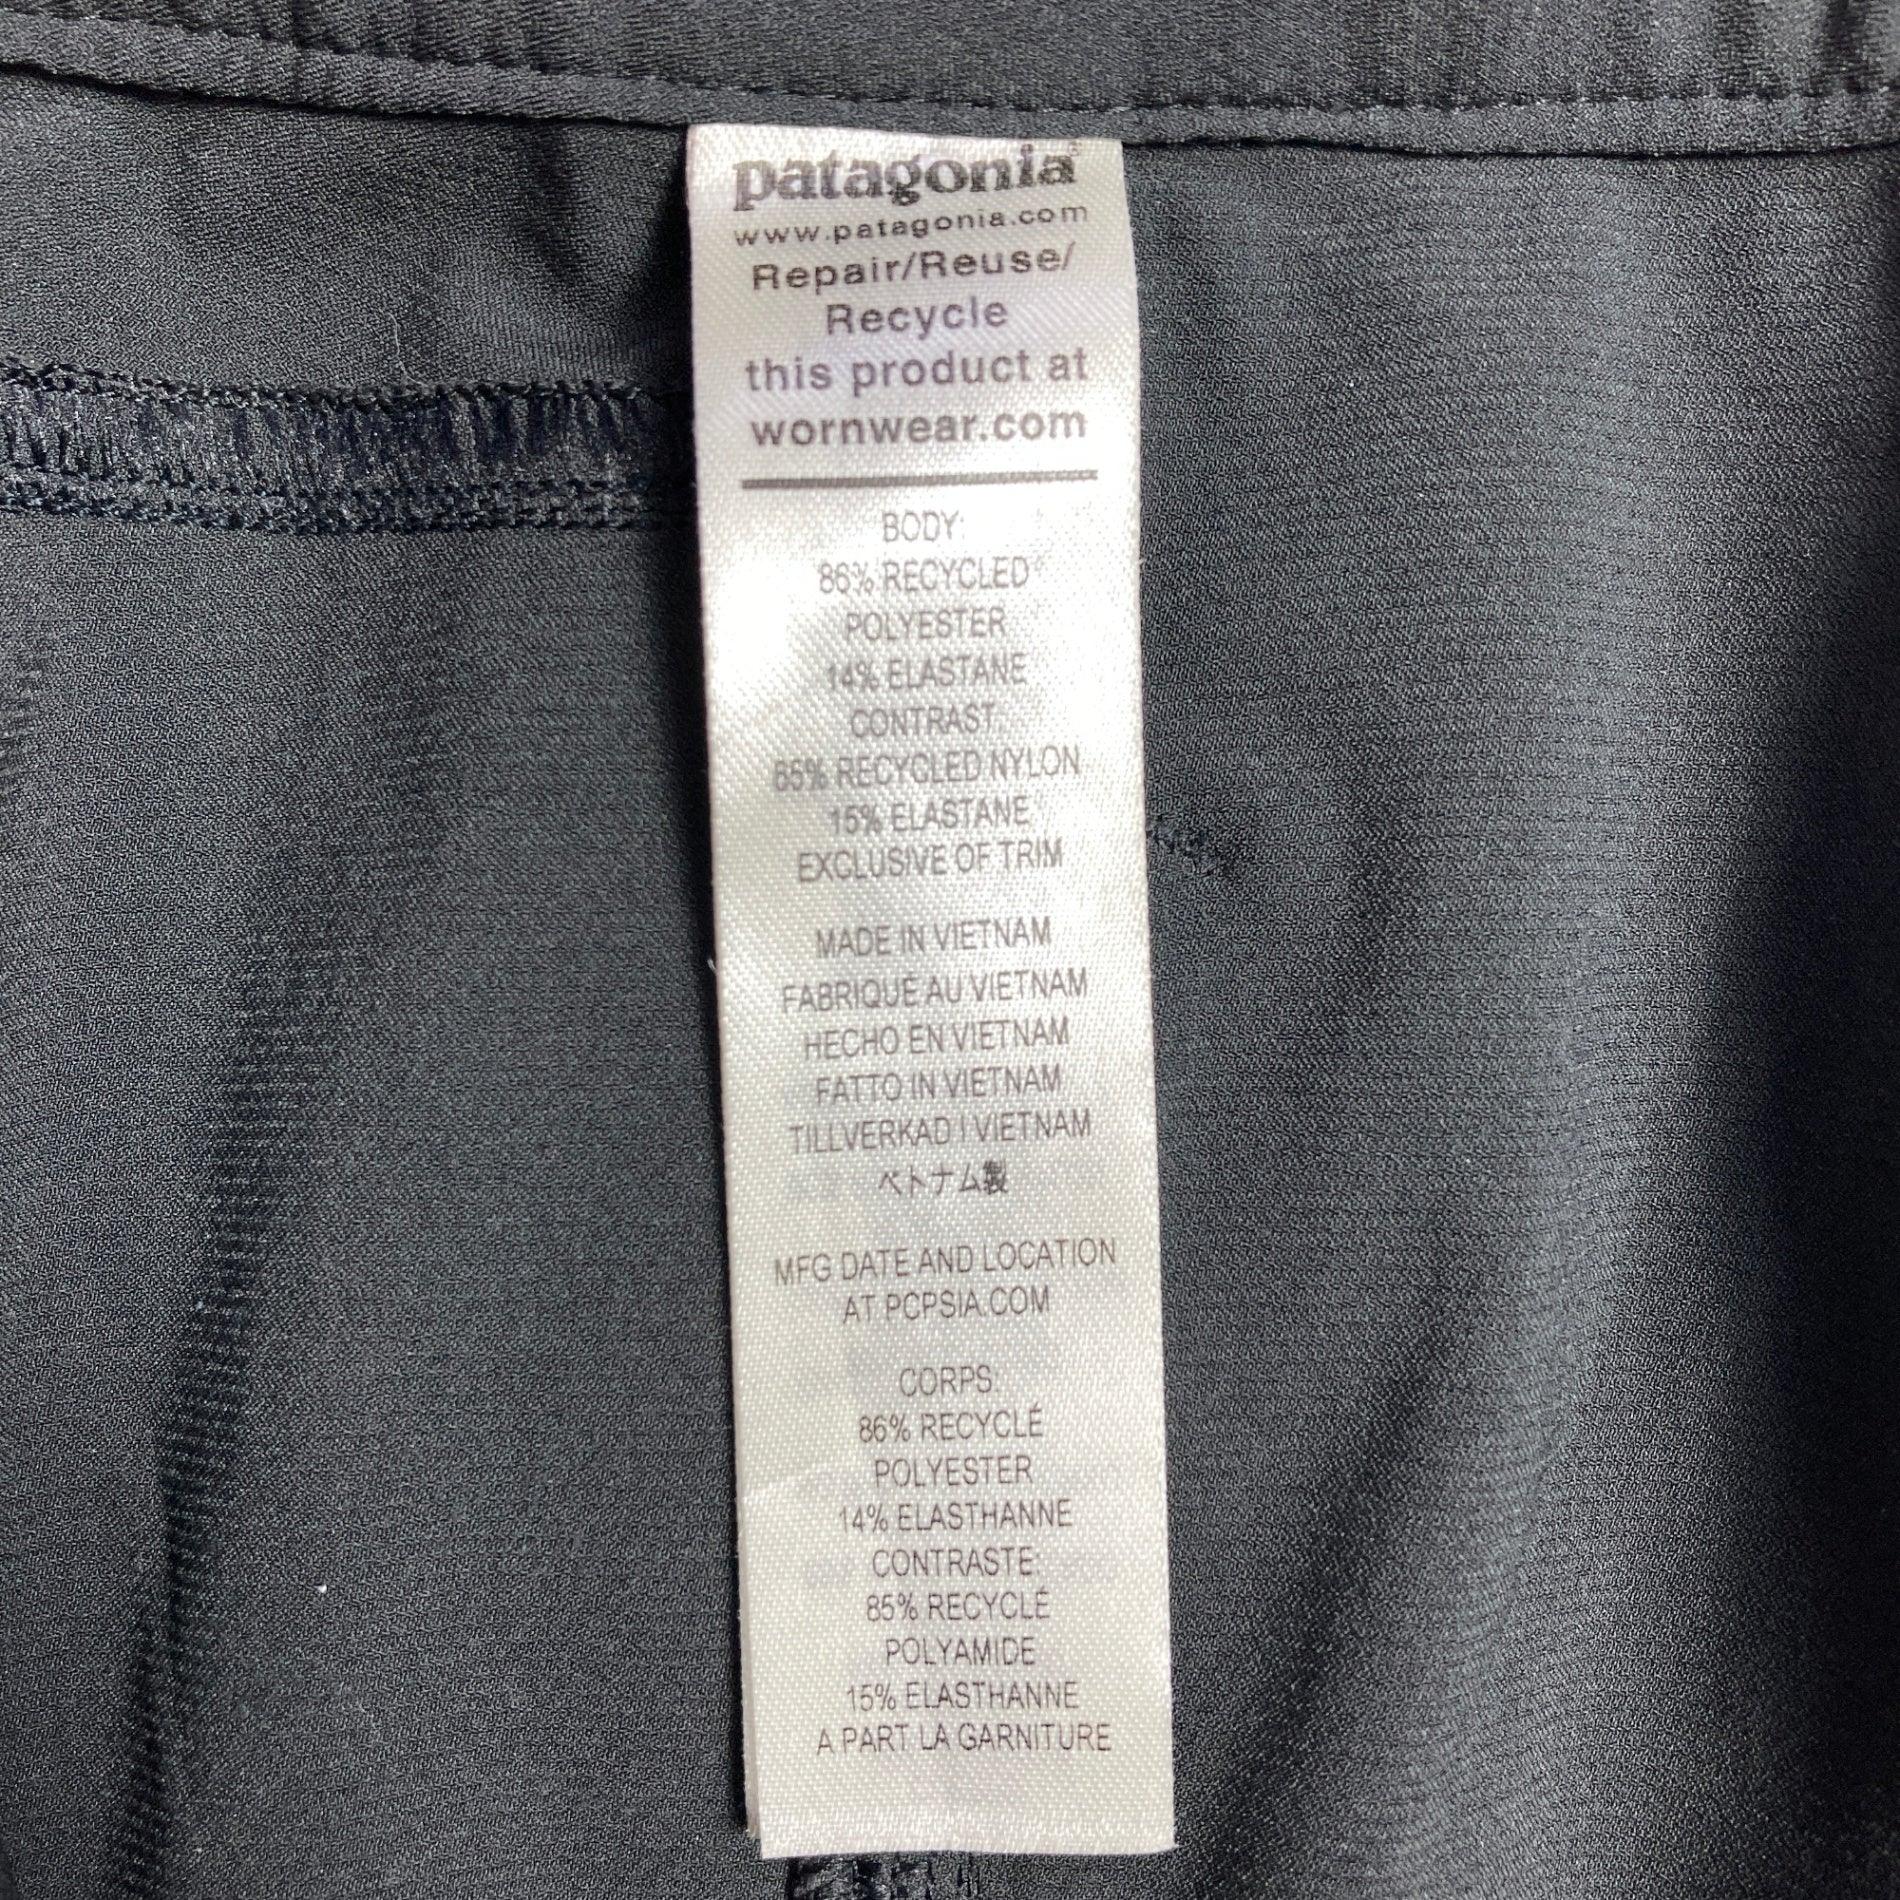 patagonia®
www.patagonia.com
Repair/Reuse/
Recycle
this product at
wornwear.com
BODY:
86% RECYCLED
POLYESTER
14% ELASTANE
CONTRAST:
85% RECYCLED NYLON
15% ELASTANE
EXCLUSIVE OF TRIM
MADE IN VIETNAM
FABRIQUÉ AU VIETNAM
HECHO EN VIETNAM
FATTO IN VIETNAM
TILLVERKAD I VIETNAM
ベトナム製
MFG DATE AND LOCATION
AT PCPSIA.COM
CORPS:
86% RECYCLÉ
POLYESTER
14% ELASTHANNE
CONTRASTE:
85% RECYCLÉ
POLYAMIDE
15% ELASTHANNE
A PART LA GARNITURE